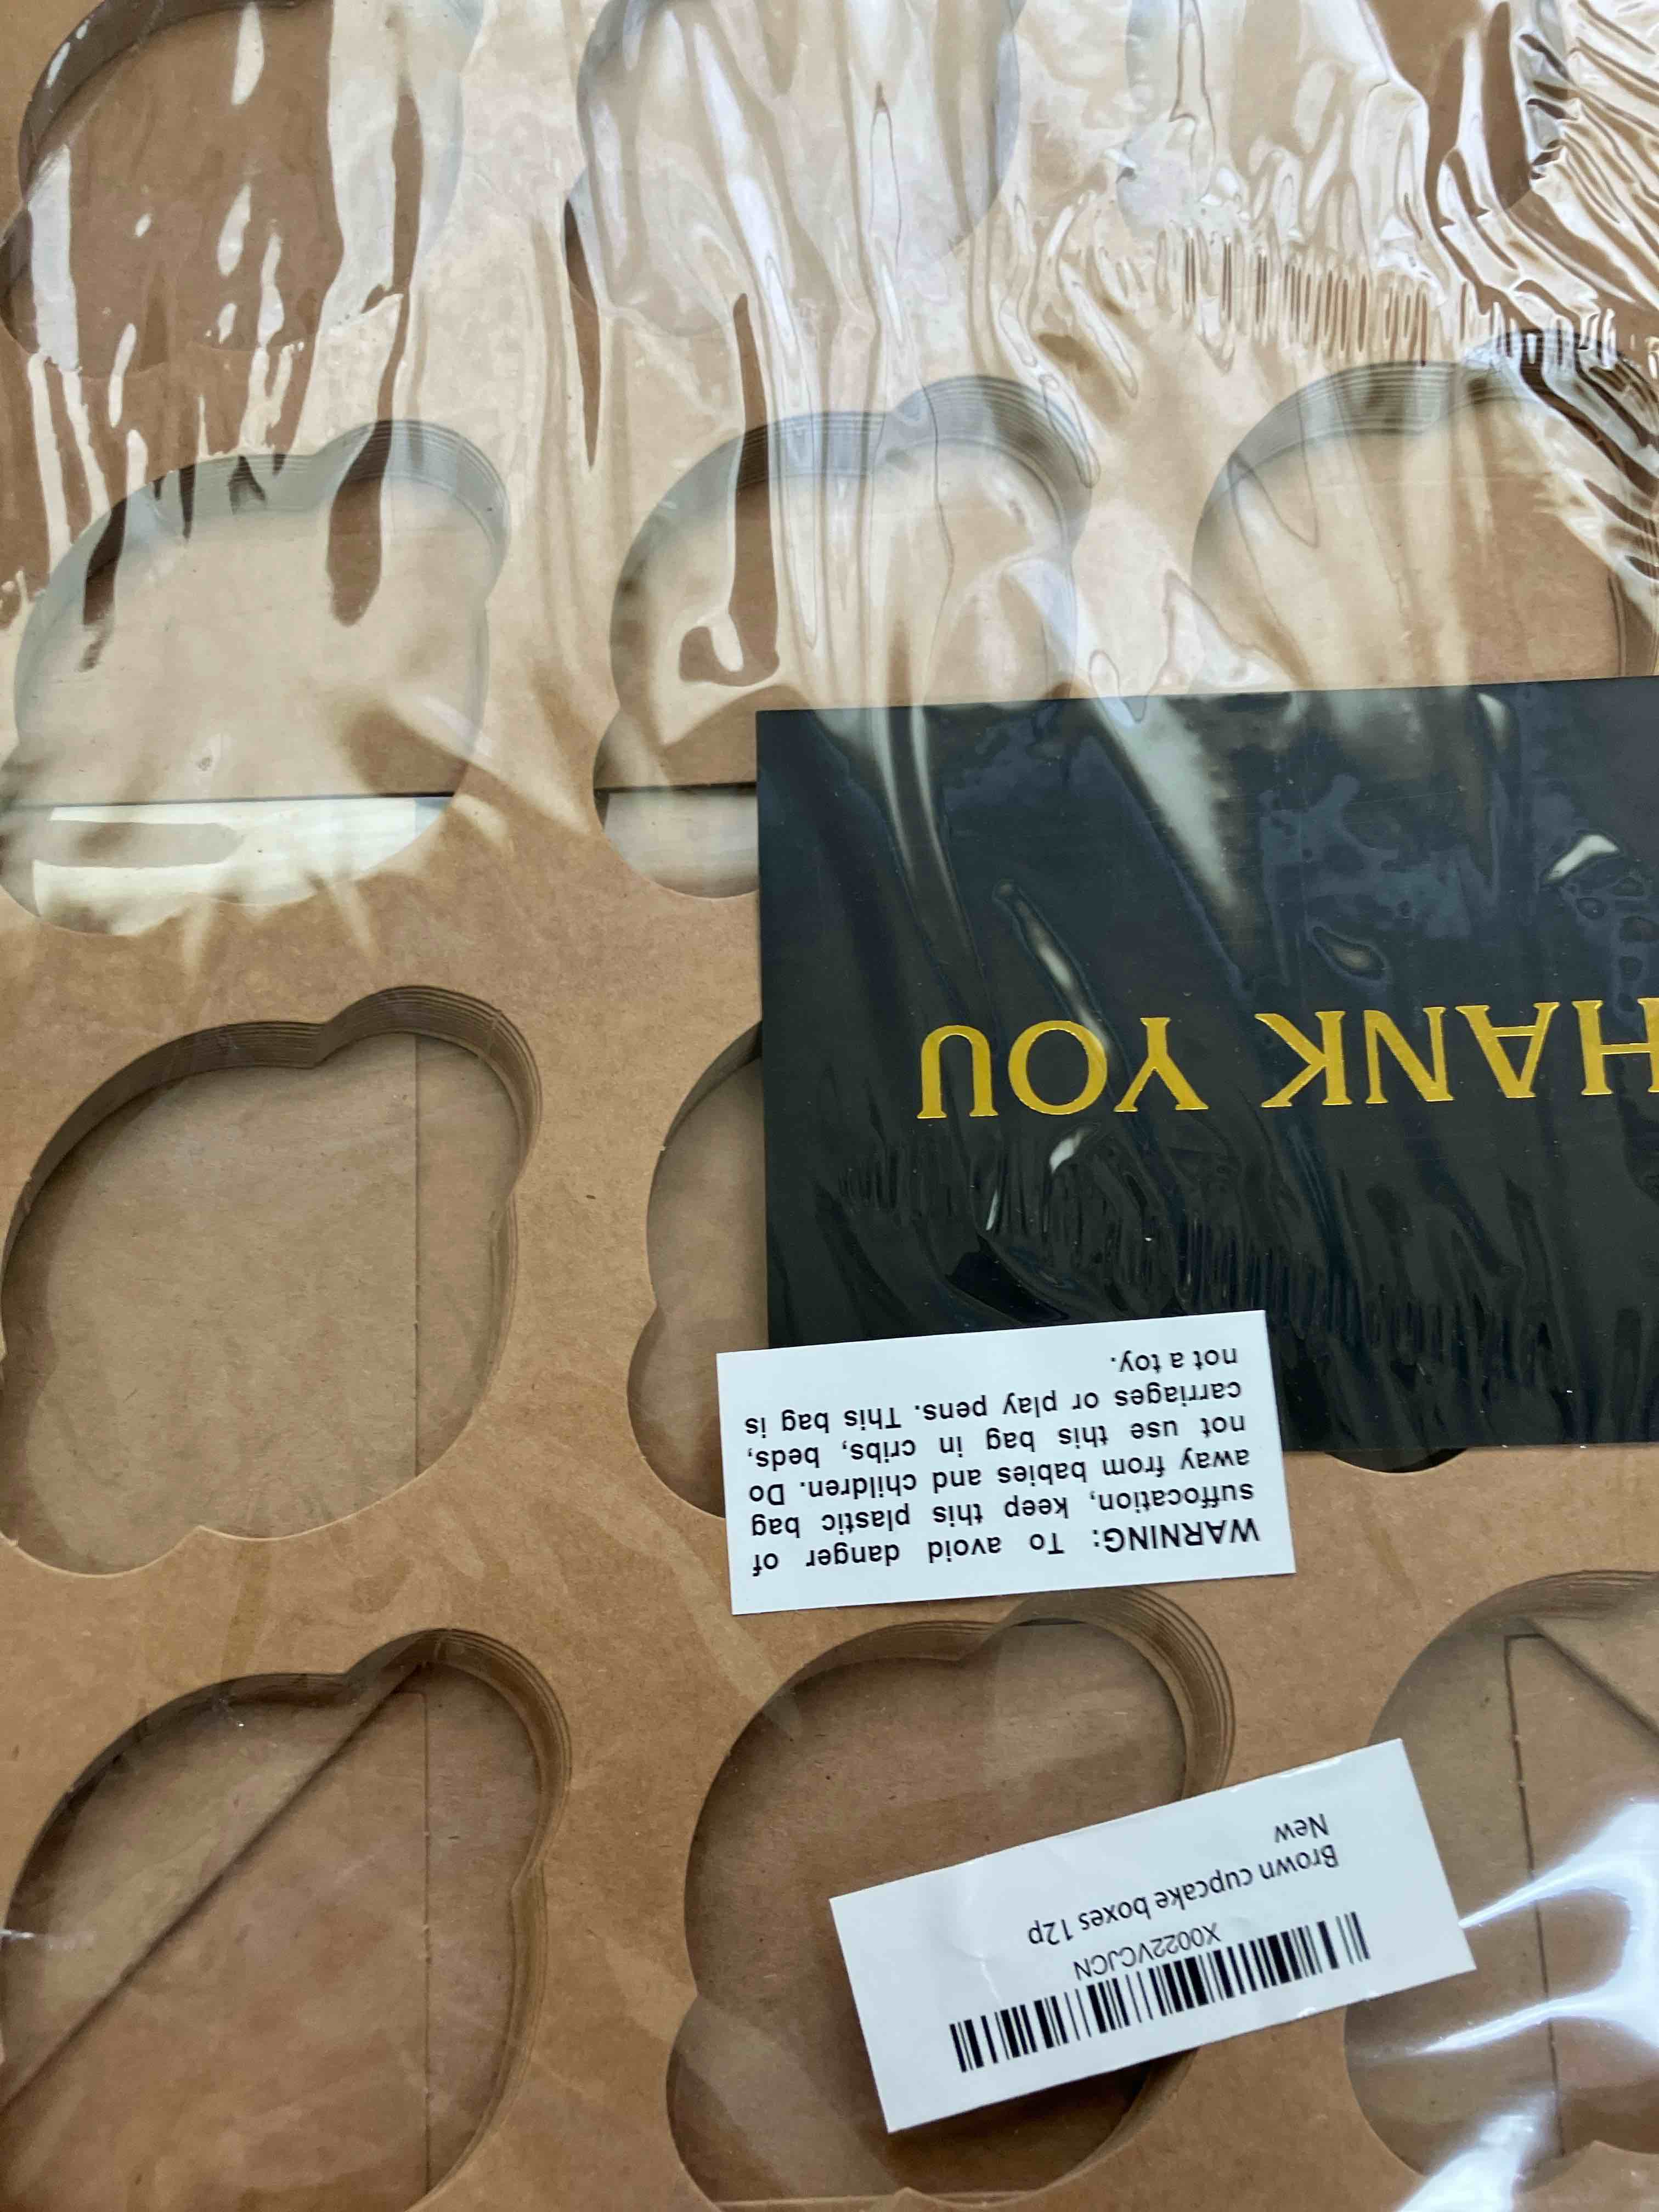 HANK YOU
WARNING: To avoid danger of
suffocation, keep this plastic bag
away from babies and children. Do
not use this bag in cribs, beds,
carriages or play pens. This bag is
not a toy.
X0022VCJCN
Brown cupcake boxes 12p
New